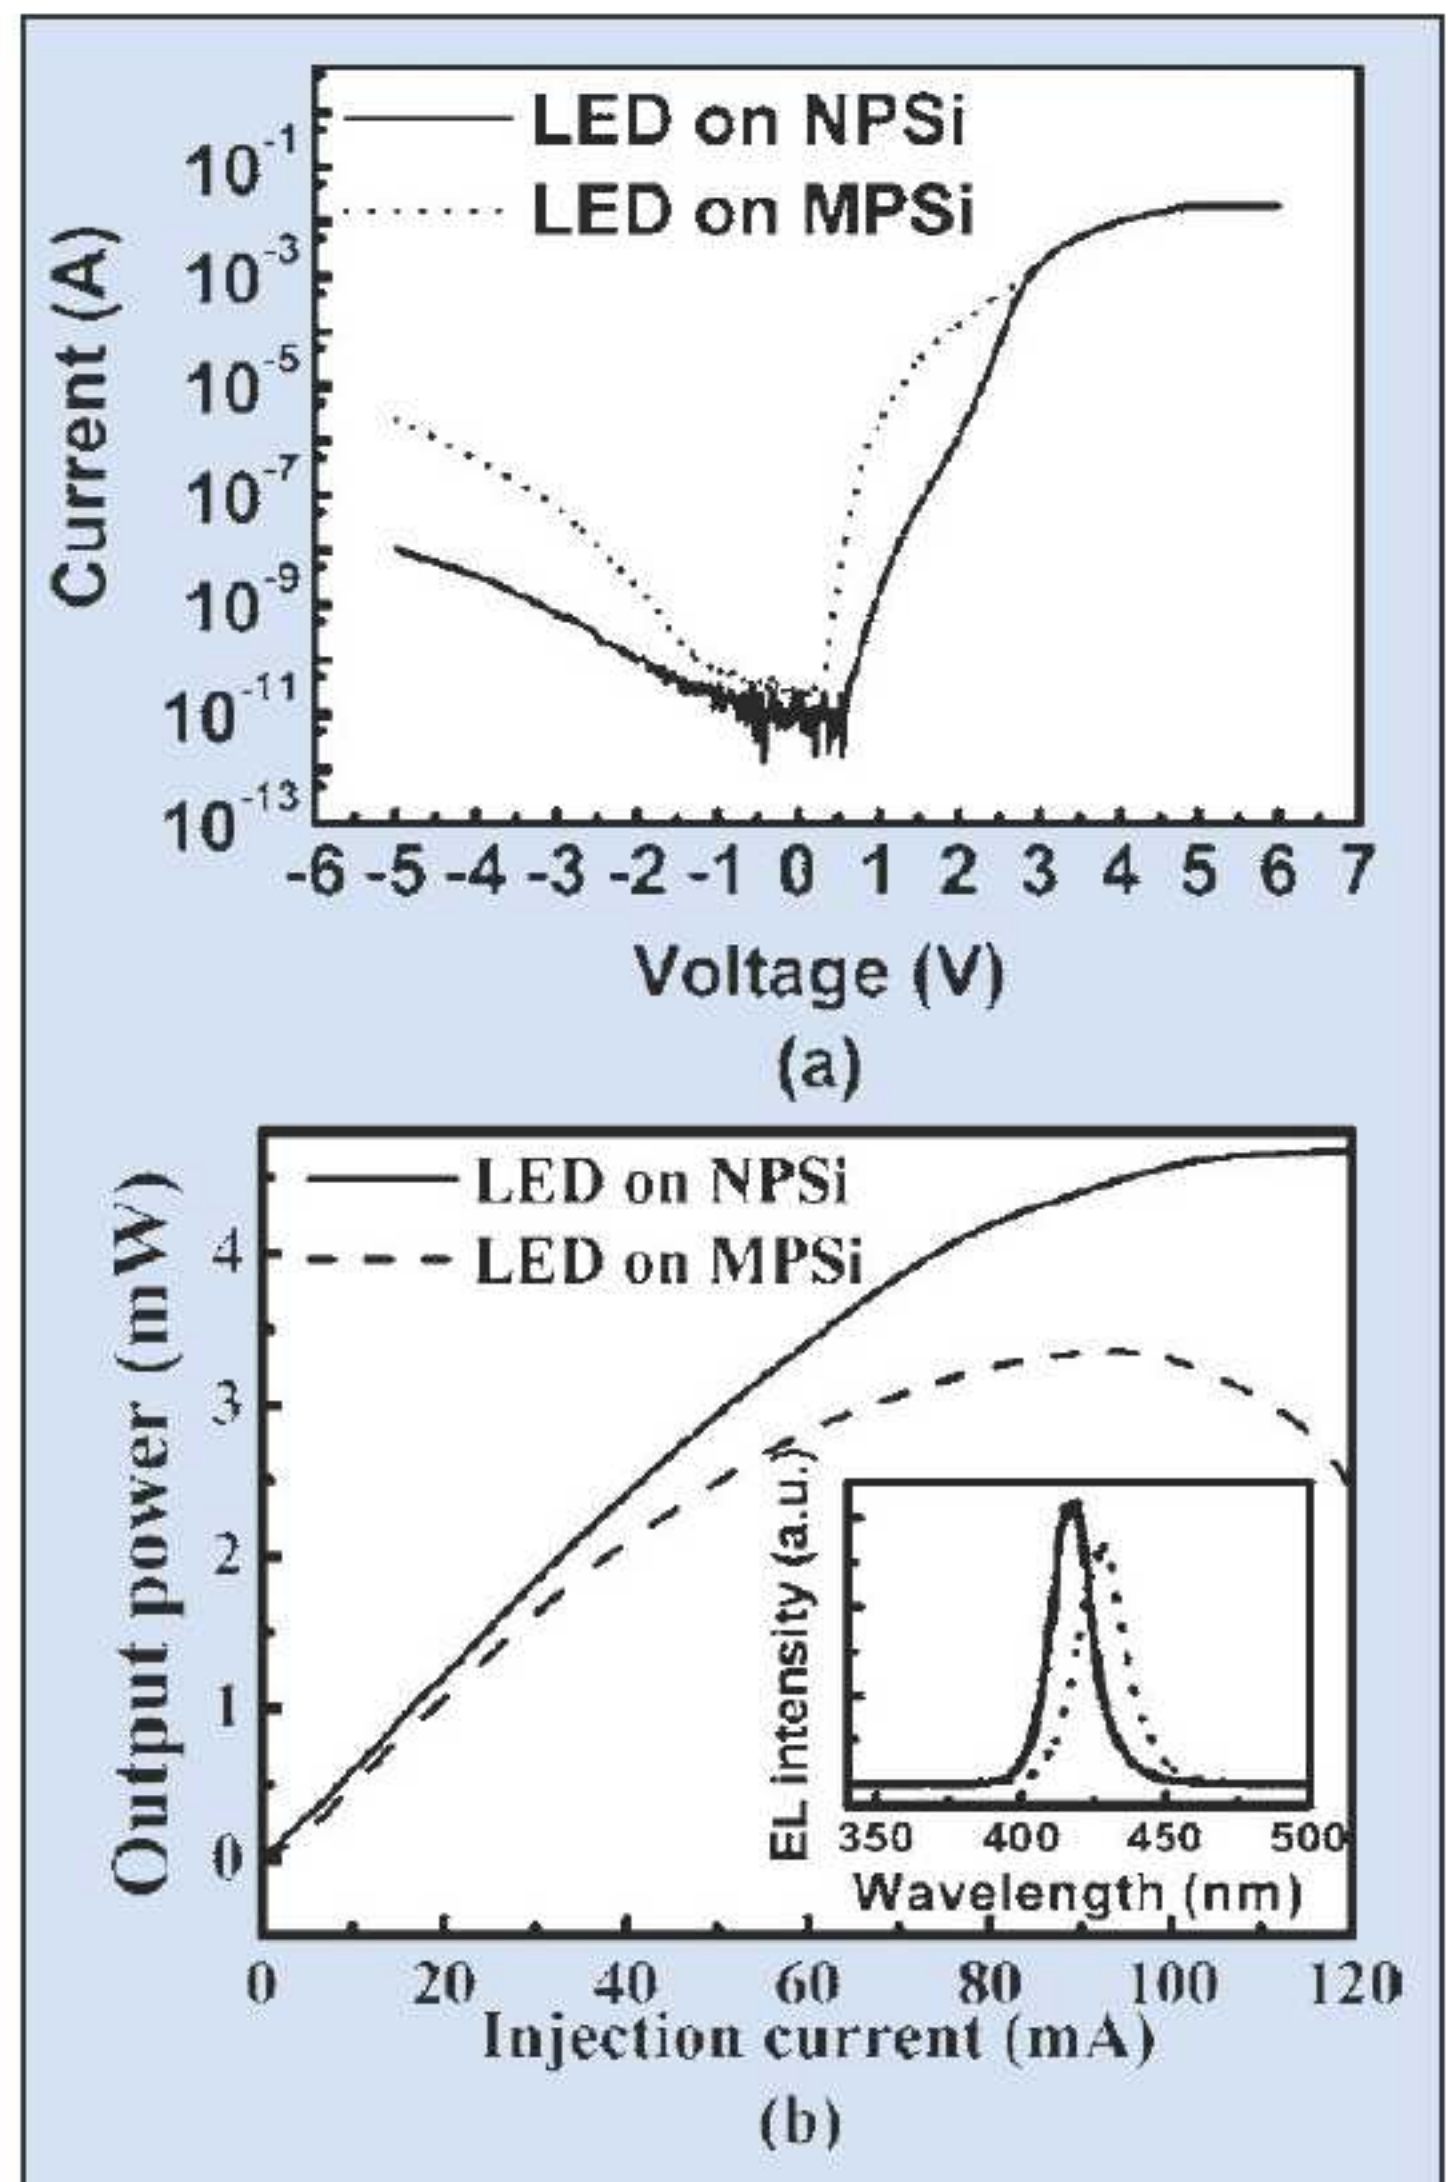 LED on NPSi
LED on MPSi
10^-1
10^-3
10^-5
10^-7
10^-9
10^-11
10^-13
Current (A)
-6 -5 -4 -3 -2 -1 0 1 2 3 4 5 6 7
Voltage (V)
(a)
LED on NPSi
LED on MPSi
4
3
2
1
0
Output power (mW)
EL intensity (a.u.)
350 400 450 500
Wavelength (nm)
0 20 40 60 80 100 120
Injection current (mA)
(b)